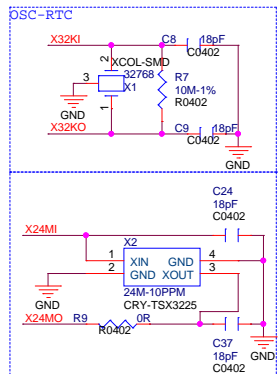 OSC-RTC
X32KI
C8
18pF
C0402
XCOL-SMD
32768
X1
2
3
1
GND
R7
10M-1%
R0402
X32KO
C9
18pF
C0402
GND
C24
18pF
C0402
X24MI
X2
1
XIN
GND
4
2
GND
XOUT
3
24M-10PPM
CRY-TSX3225
GND
X24MO
R9
0R
R0402
C37
18pF
C0402
GND